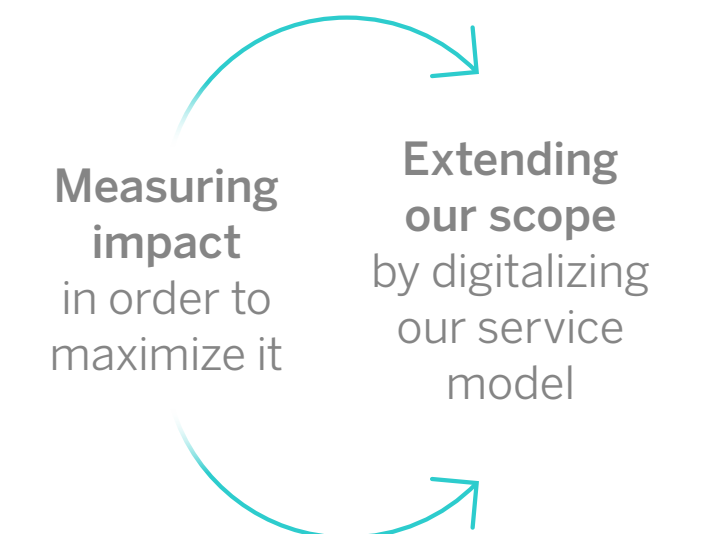 Measuring
impact
in order to
maximize it
Extending
our scope
by digitalizing
our service
model